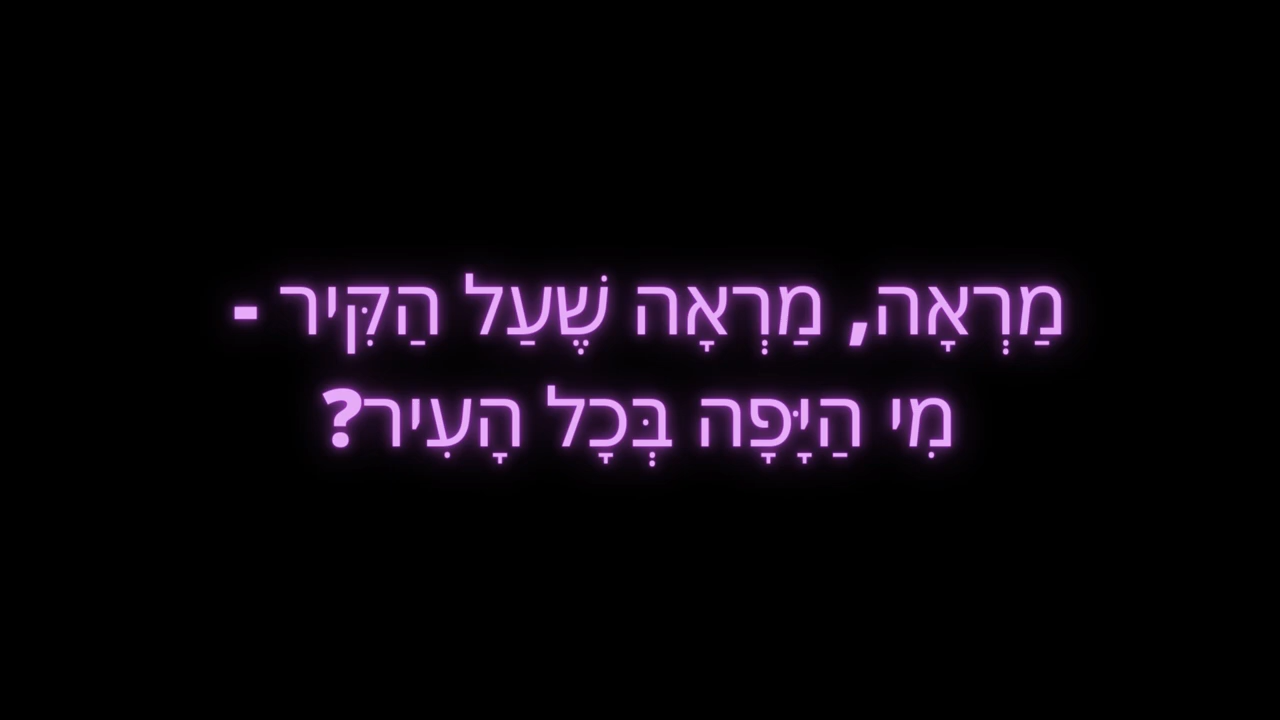 מַרְאָה, מַרְאָה שֶׁעַל הַקִּיר -
מִי הַיָּפָה בְּכָל הָעִיר?